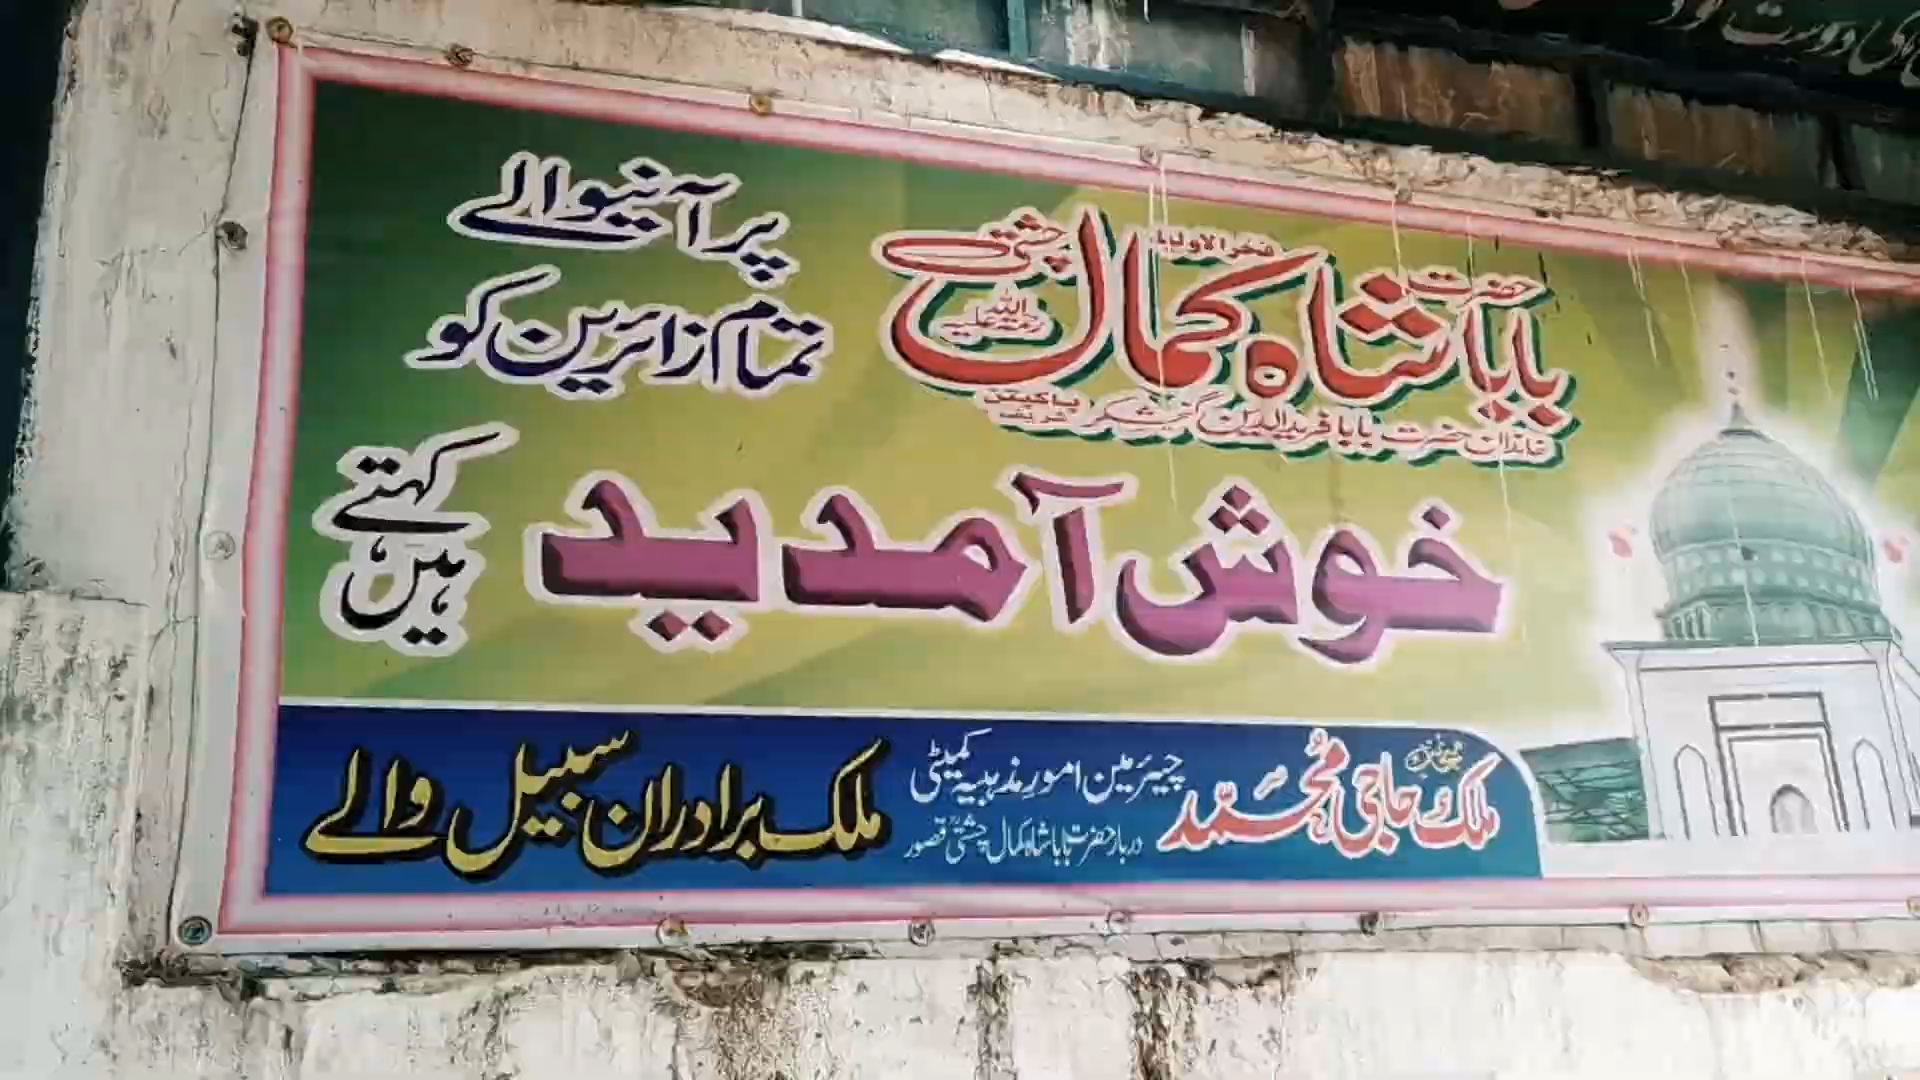 فخر الاولیاء
حضرت بابا شاہ کمال چشتی رحمۃ اللہ علیہ
خاندان حضرت بابا فرید الدین گنجشکر پاکپتن شریف
پر آنیوالے
تمام زائرین کو
خوش آمدید کہتے ہیں
ملک حاجی محمد
چیئرمین امور مذہبیہ کمیٹی
دربار حضرت بابا شاہ کمال چشتی قصور
ملک برادران سبیل والے